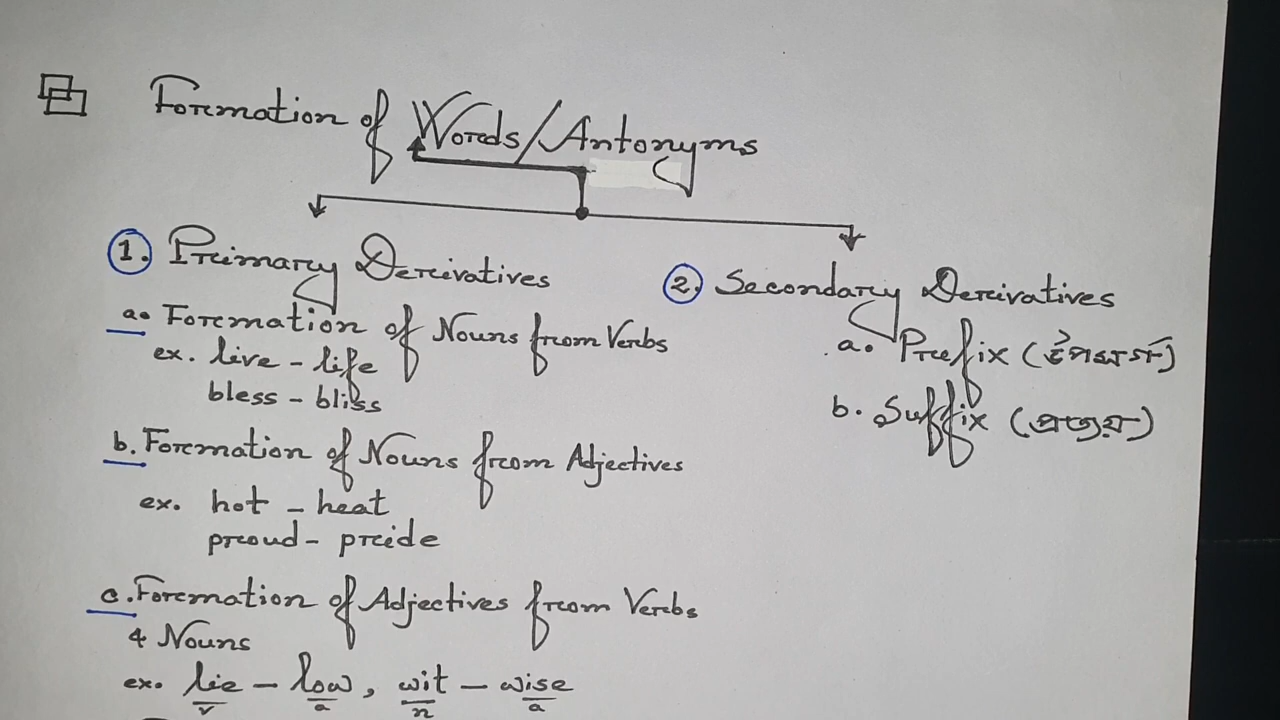 Formation of Words/Antonyms
1. Primary Derivatives
a. Formation of Nouns from Verbs
ex. live - life
bless - bliss
b. Formation of Nouns from Adjectives
ex. hot - heat
proud - pride
c. Formation of Adjectives from Verbs
& Nouns
ex. lie - low, wit - wise
v a n a
2. Secondary Derivatives
a. Prefix (উপসর্গ)
b. Suffix (প্রত্যয়)